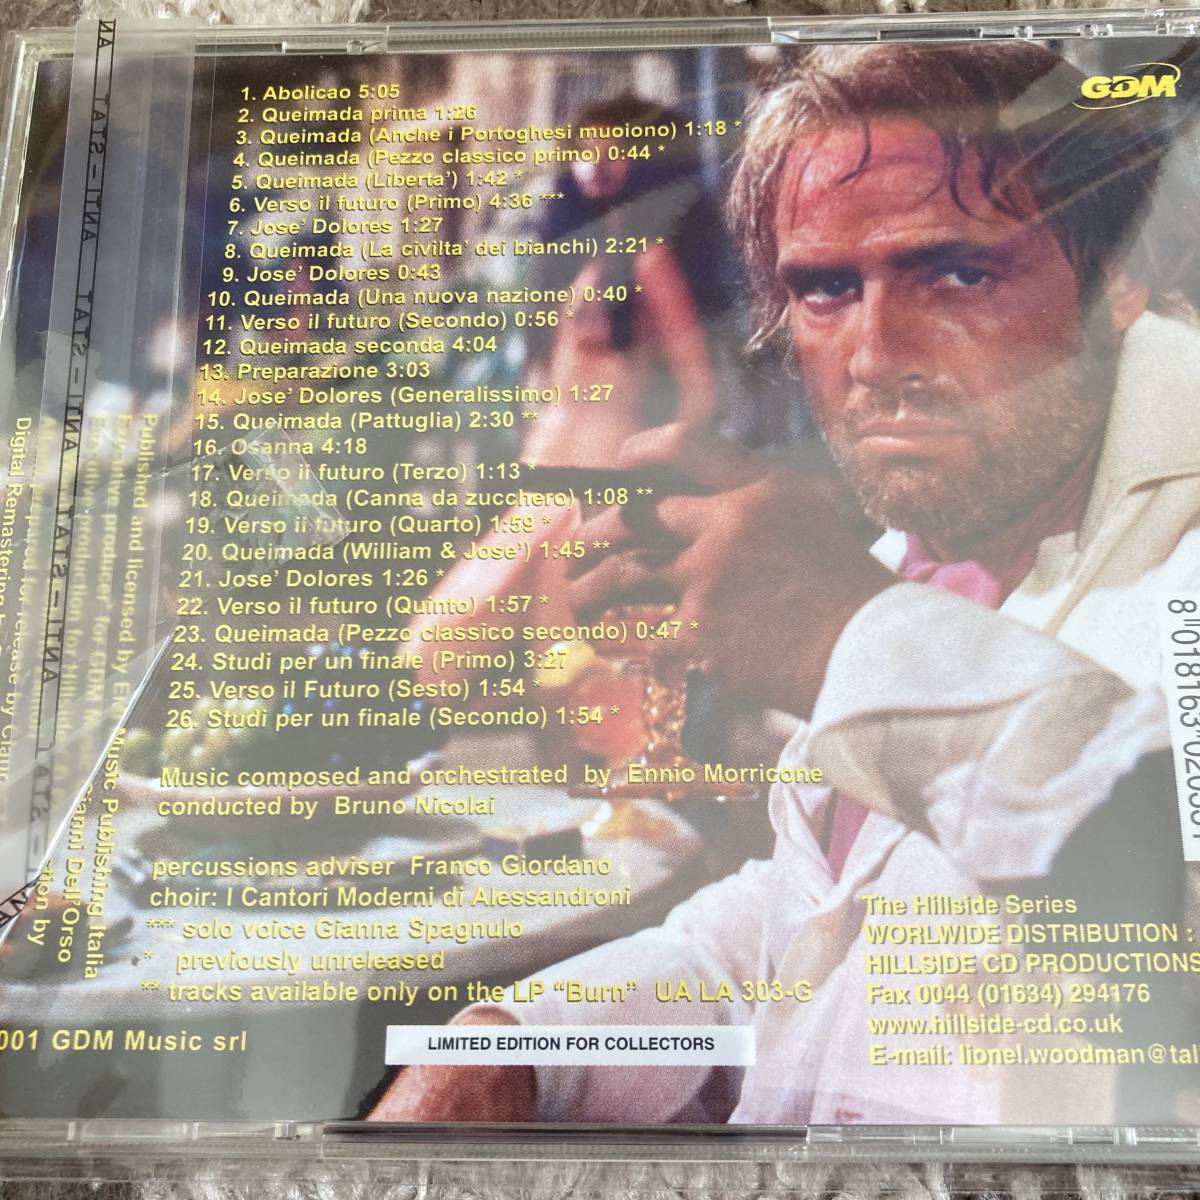 1. Abolicao 5:05
2. Queimada prima 1:26
3. Queimada (Anche i Portoghesi muoiono) 1:18 *
4. Queimada (Pezzo classico primo) 0:44 *
5. Queimada (Liberta') 1:42 *
6. Verso il futuro (Primo) 4:36 ***
7. Jose' Dolores 1:27
8. Queimada (La civilta' dei bianchi) 2:21 *
9. Jose' Dolores 0:43
10. Queimada (Una nuova nazione) 0:40 *
11. Verso il futuro (Secondo) 0:56 *
12. Queimada seconda 4:04
13. Preparazione 3:03
14. Jose' Dolores (Generalissimo) 1:27
15. Queimada (Pattuglia) 2:30 **
16. Osanna 4:18
17. Verso il futuro (Terzo) 1:13 *
18. Queimada (Canna da zucchero) 1:08 **
19. Verso il futuro (Quarto) 1:59 *
20. Queimada (William & Jose') 1:45 **
21. Jose' Dolores 1:26 *
22. Verso il futuro (Quinto) 1:57 *
23. Queimada (Pezzo classico secondo) 0:47 *
24. Studi per un finale (Primo) 3:27
25. Verso il Futuro (Sesto) 1:54 *
26. Studi per un finale (Secondo) 1:54 *
Music composed and orchestrated by Ennio Morricone
conducted by Bruno Nicolai
percussions adviser Franco Giordano
choir: I Cantori Moderni di Alessandroni
*** solo voice Gianna Spagnulo
* previously unreleased
** tracks available only on the LP "Burn" UA LA 303-G
001 GDM Music srl
LIMITED EDITION FOR COLLECTORS
GDM
The Hillside Series
WORLWIDE DISTRIBUTION :
HILLSIDE CD PRODUCTIONS
Fax 0044 (01634) 294176
www.hillside-cd.co.uk
E-mail: lionel.woodman@tal
Published and licensed by Music Publishing Italia
Executive producer for GDM Gianni Dell'Orso
Digital Remastering
ANTI-STAT
ANTI-STAT
ANTI-STAT